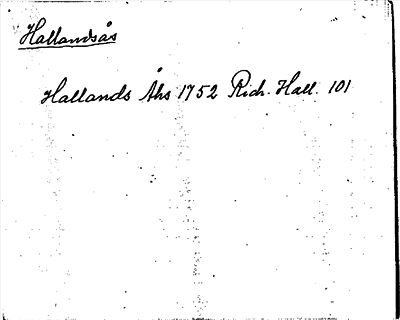 Hallandsås
Hallands Åhs 1752 Rich. Hall. 101